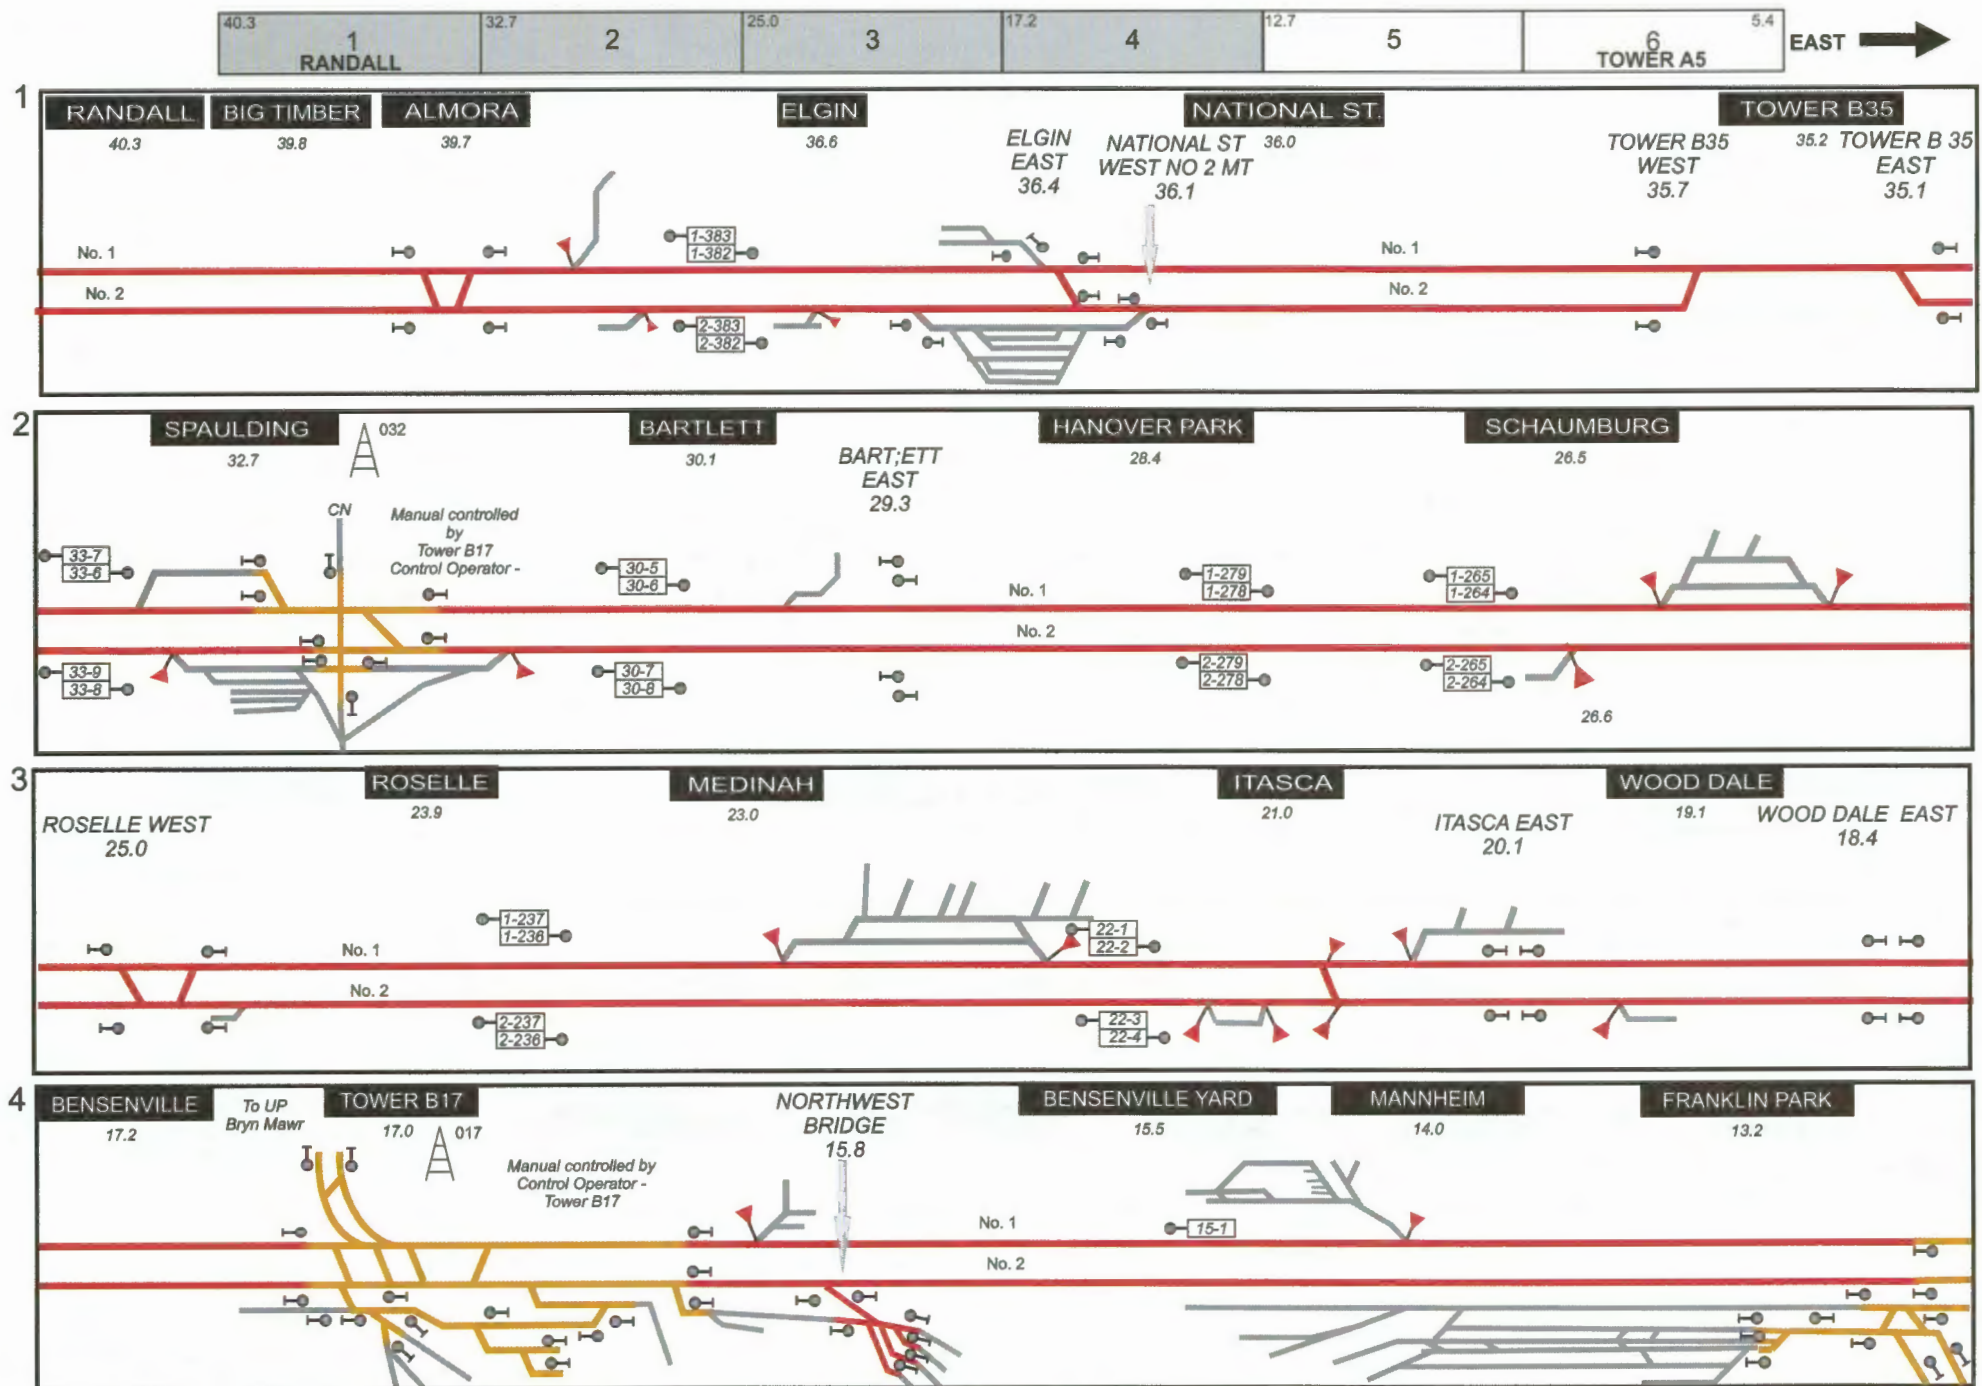 40.3 32.7 25.0 17.2 12.7 5.4
1 2 3 4 5 6 EAST
RANDALL TOWER A5
1
RANDALL BIG TIMBER ALMORA ELGIN NATIONAL ST. TOWER B35
40.3 39.8 39.7 36.6 36.0 35.2
ELGIN
EAST
36.4
NATIONAL ST
WEST NO 2 MT
36.1
TOWER B35
WEST
35.7
TOWER B 35
EAST
35.1
No. 1 1-383 No. 1
1-382
No. 2 No. 2
2-383
2-382
2
SPAULDING 032 BARTLETT HANOVER PARK SCHAUMBURG
32.7 30.1 28.4 26.5
BART;ETT
EAST
29.3
CN
Manual controlled
by
Tower B17
Control Operator -
33-7 30-5 1-279 1-265
33-6 30-6 1-278 1-264
No. 1
No. 2
33-9 30-7 2-279 2-265
33-8 30-8 2-278 2-264
26.6
3
ROSELLE MEDINAH ITASCA WOOD DALE
23.9 23.0 21.0 19.1
ROSELLE WEST
25.0
ITASCA EAST
20.1
WOOD DALE EAST
18.4
1-237 22-1
1-236 22-2
No. 1
No. 2
2-237 22-3
2-236 22-4
4
BENSENVILLE To UP TOWER B17 NORTHWEST BENSENVILLE YARD MANNHEIM FRANKLIN PARK
Bryn Mawr BRIDGE
17.2 17.0 017 15.8 15.5 14.0 13.2
Manual controlled by
Control Operator -
Tower B17
No. 1 15-1
No. 2